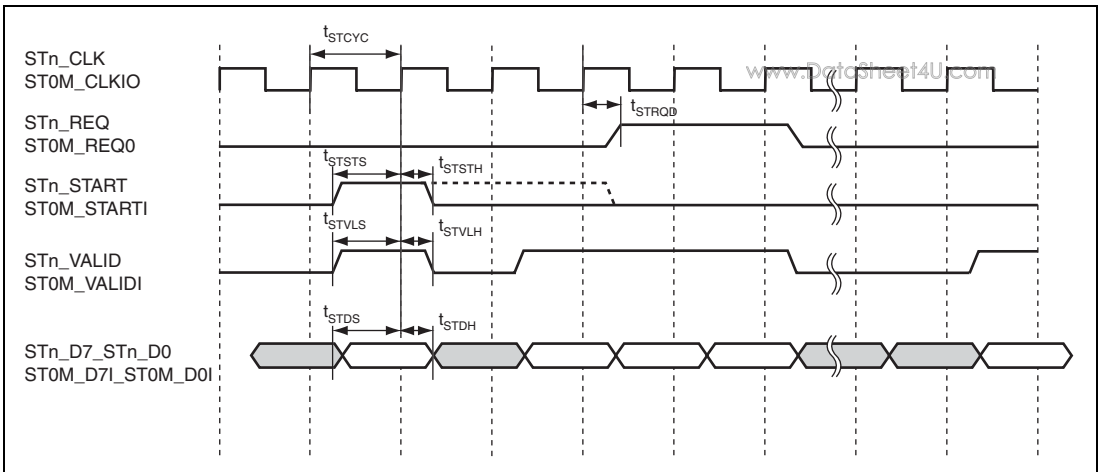 tSTCYC
STn_CLK
ST0M_CLKIO
www.DataSheet4U.com
tSTRQD
STn_REQ
ST0M_REQ0
tSTSTS
tSTSTH
STn_START
ST0M_STARTI
tSTVLS
tSTVLH
STn_VALID
ST0M_VALIDI
tSTDS
tSTDH
STn_D7_STn_D0
ST0M_D7I_ST0M_D0I